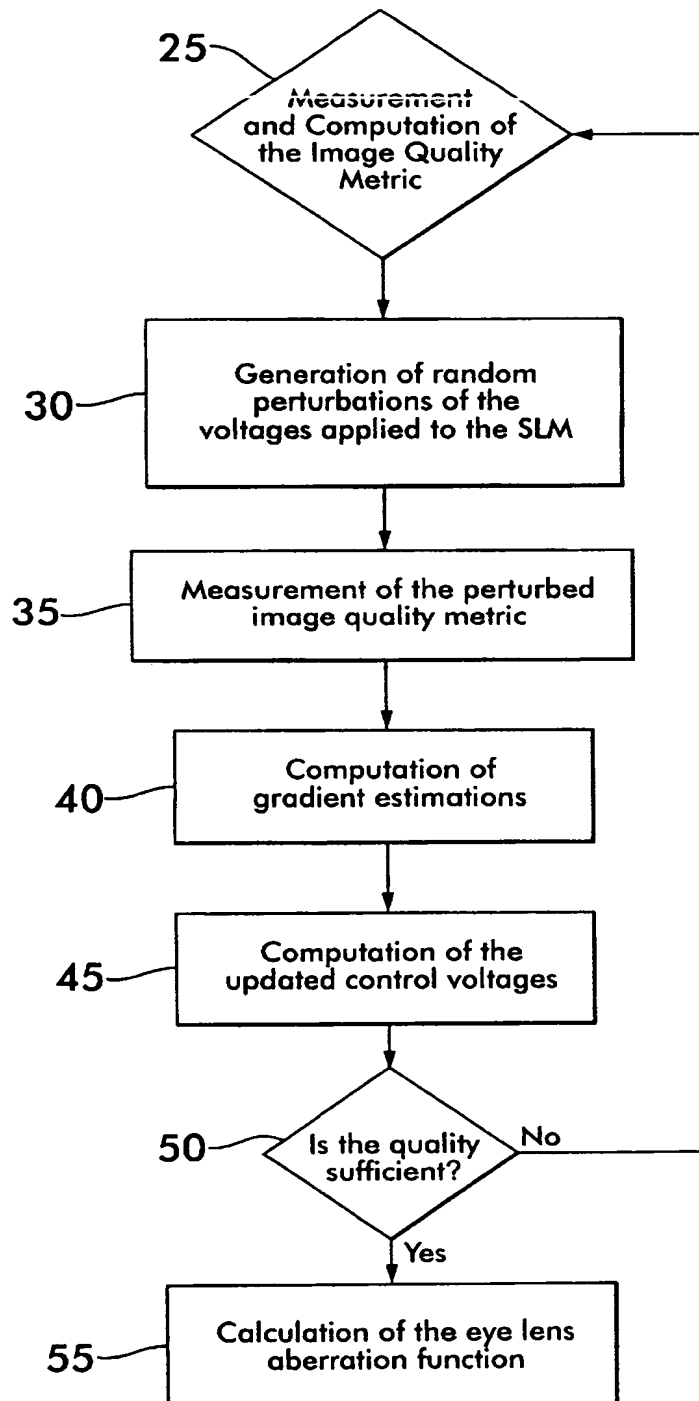 25
Measurement
and Computation of
the Image Quality
Metric
30
Generation of random
perturbations of the
voltages applied to the SLM
35
Measurement of the perturbed
image quality metric
40
Computation of
gradient estimations
45
Computation of the
updated control voltages
50
Is the quality
sufficient?
No
Yes
55
Calculation of the eye lens
aberration function